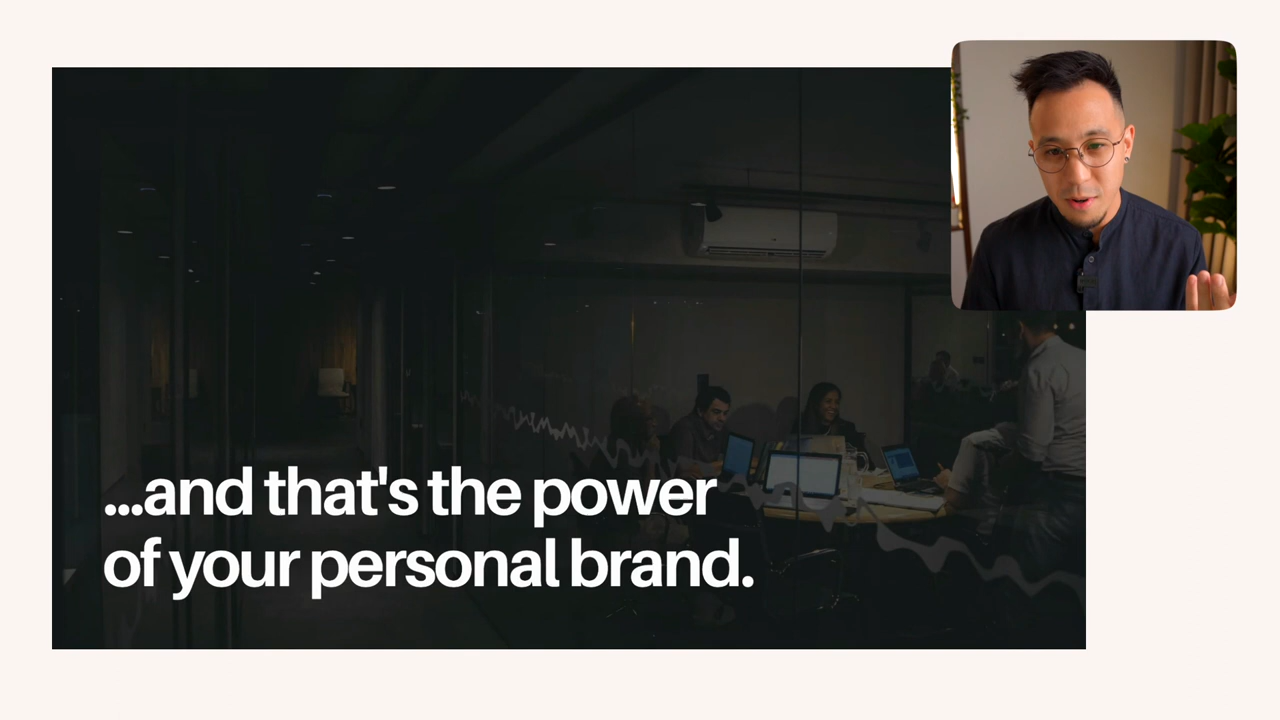 ...and that's the power
of your personal brand.